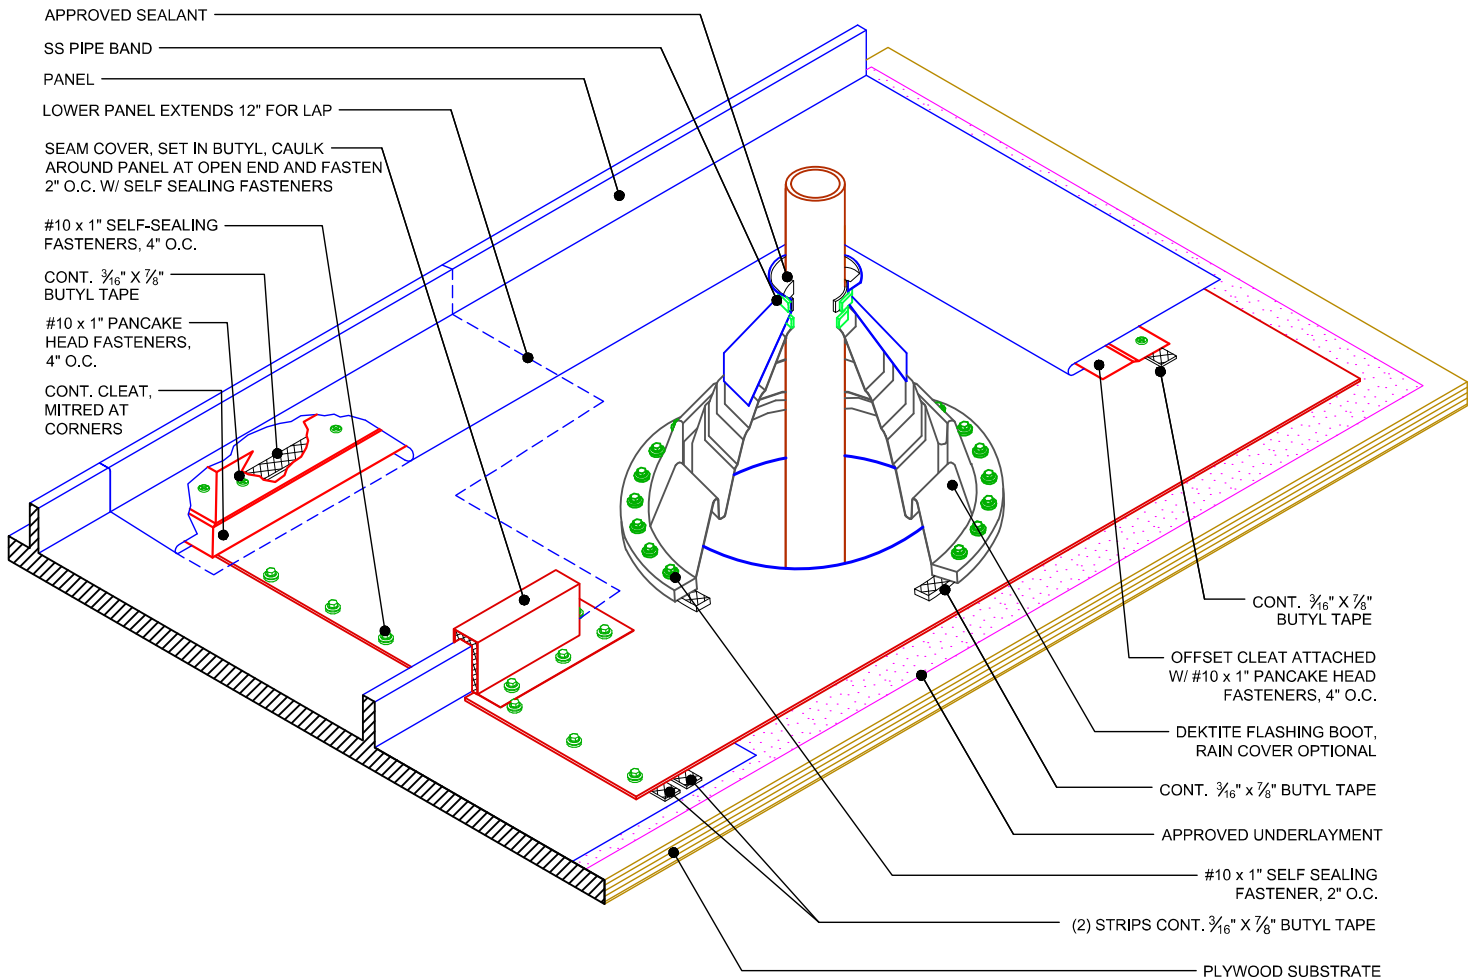 APPROVED SEALANT
SS PIPE BAND
PANEL
LOWER PANEL EXTENDS 12" FOR LAP
SEAM COVER, SET IN BUTYL, CAULK
AROUND PANEL AT OPEN END AND FASTEN
2" O.C. W/ SELF SEALING FASTENERS
#10 x 1" SELF-SEALING
FASTENERS, 4" O.C.
CONT. 3⁄16" X 7⁄8"
BUTYL TAPE
#10 x 1" PANCAKE
HEAD FASTENERS,
4" O.C.
CONT. CLEAT,
MITRED AT
CORNERS
CONT. 3⁄16" X 7⁄8"
BUTYL TAPE
OFFSET CLEAT ATTACHED
W/ #10 x 1" PANCAKE HEAD
FASTENERS, 4" O.C.
DEKTITE FLASHING BOOT,
RAIN COVER OPTIONAL
CONT. 3⁄16" X 7⁄8" BUTYL TAPE
APPROVED UNDERLAYMENT
#10 x 1" SELF SEALING
FASTENER, 2" O.C.
(2) STRIPS CONT. 3⁄16" X 7⁄8" BUTYL TAPE
PLYWOOD SUBSTRATE